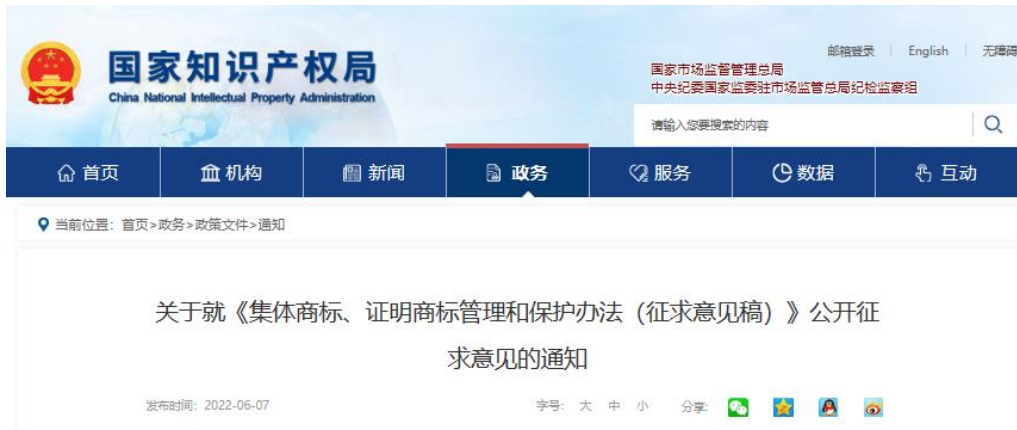 邮箱登录 English 无障碍
国家知识产权局
China National Intellectual Property Administration
国家市场监督管理总局
中央纪委国家监委驻市场监管总局纪检监察组
请输入您要搜索的内容
首页 机构 新闻 政务 服务 数据 互动
当前位置：首页>政务>政策文件>通知
关于就《集体商标、证明商标管理和保护办法（征求意见稿）》公开征
求意见的通知
发布时间：2022-06-07 字号：大 中 小 分享: